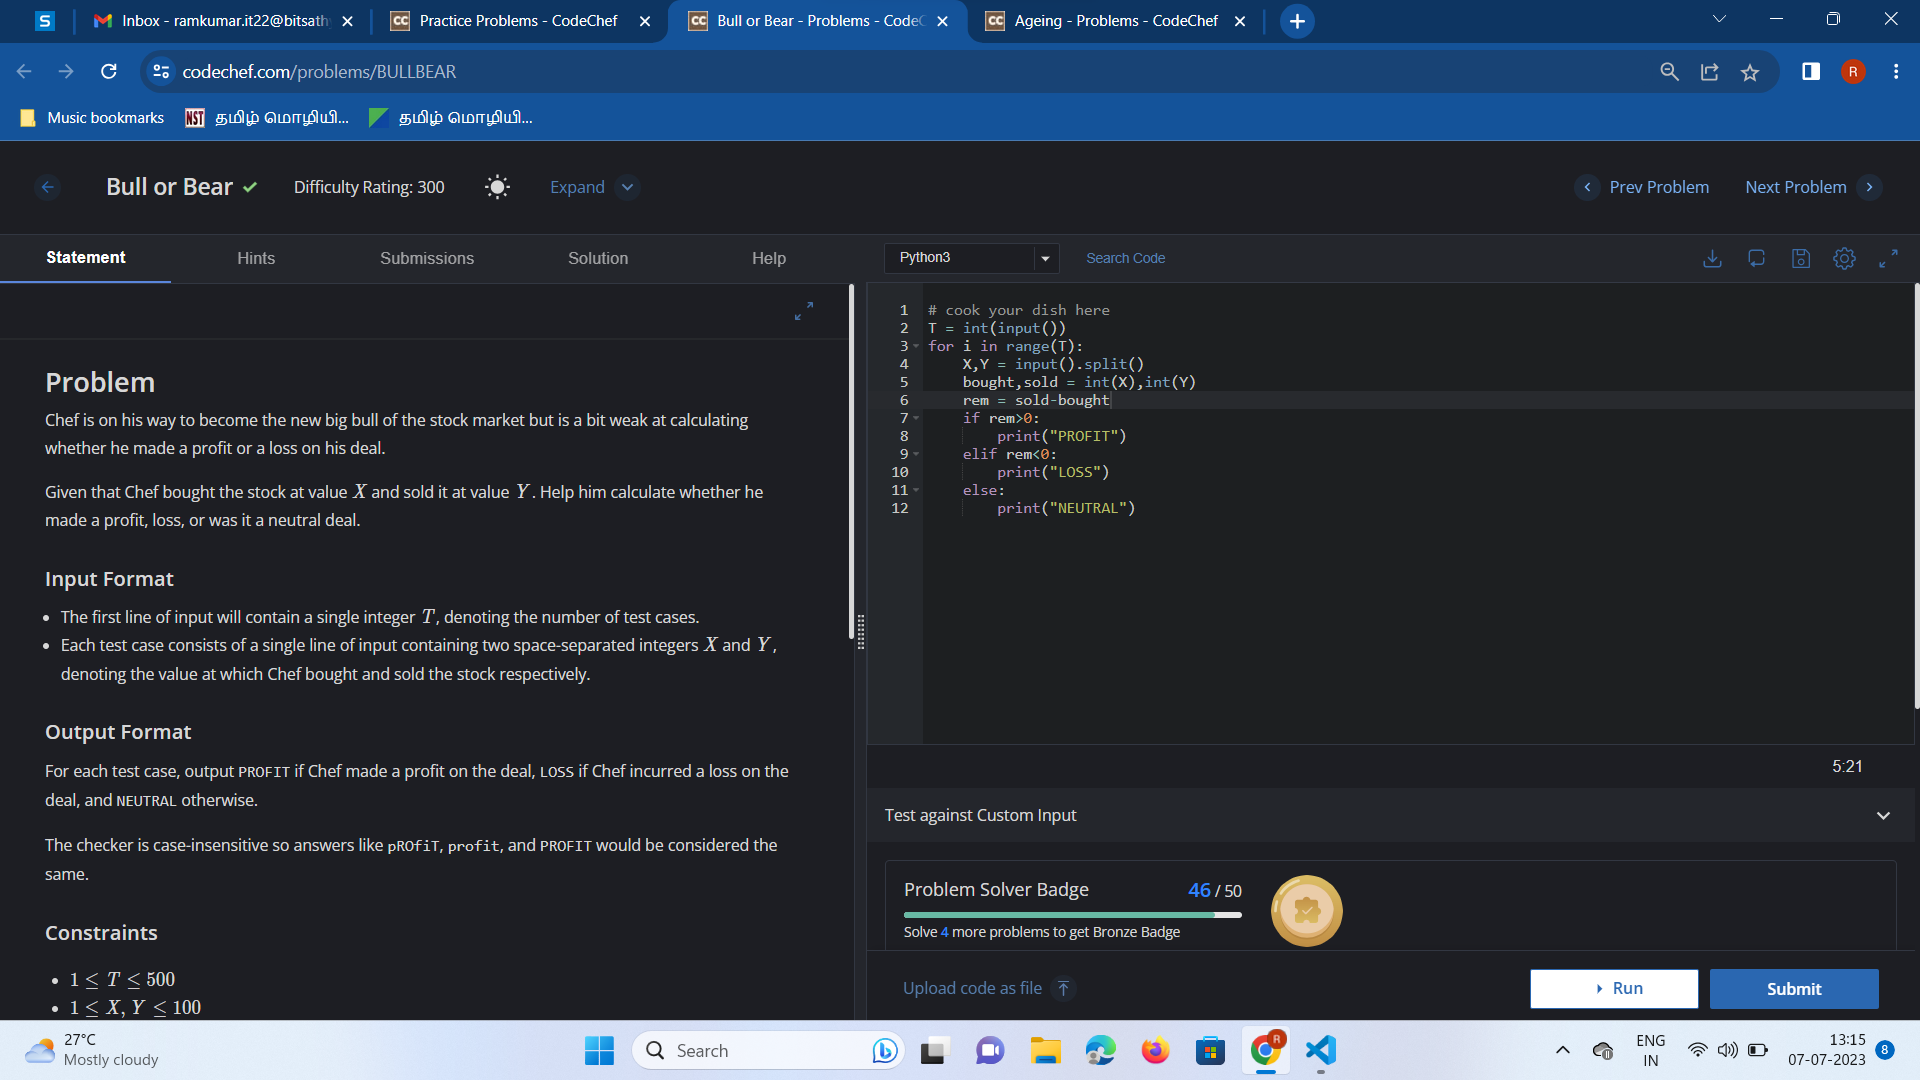 S
Inbox - ramkumar.it22@bitsath
CC Practice Problems - CodeChef
CC Bull or Bear - Problems - CodeC
CC Ageing - Problems - CodeChef
codechef.com/problems/BULLBEAR
R
Music bookmarks
NST தமிழ் மொழியி...
தமிழ் மொழியி...
Bull or Bear
Difficulty Rating: 300
Expand
Prev Problem
Next Problem
Statement
Hints
Submissions
Solution
Help
Python3
Search Code
Problem
Chef is on his way to become the new big bull of the stock market but is a bit weak at calculating
whether he made a profit or a loss on his deal.
Given that Chef bought the stock at value X and sold it at value Y. Help him calculate whether he
made a profit, loss, or was it a neutral deal.
Input Format
• The first line of input will contain a single integer T, denoting the number of test cases.
• Each test case consists of a single line of input containing two space-separated integers X and Y,
denoting the value at which Chef bought and sold the stock respectively.
Output Format
For each test case, output PROFIT if Chef made a profit on the deal, LOSS if Chef incurred a loss on the
deal, and NEUTRAL otherwise.
The checker is case-insensitive so answers like pROfiT, profit, and PROFIT would be considered the
same.
Constraints
• 1 ≤ T ≤ 500
• 1 ≤ X, Y ≤ 100
1 # cook your dish here
2 T = int(input())
3 for i in range(T):
4     X,Y = input().split()
5     bought,sold = int(X),int(Y)
6     rem = sold-bought
7     if rem>0:
8         print("PROFIT")
9     elif rem<0:
10         print("LOSS")
11     else:
12         print("NEUTRAL")
5:21
Test against Custom Input
Problem Solver Badge
46 / 50
Solve 4 more problems to get Bronze Badge
Upload code as file
Run
Submit
27°C
Mostly cloudy
Search
R
ENG
IN
13:15
07-07-2023
8